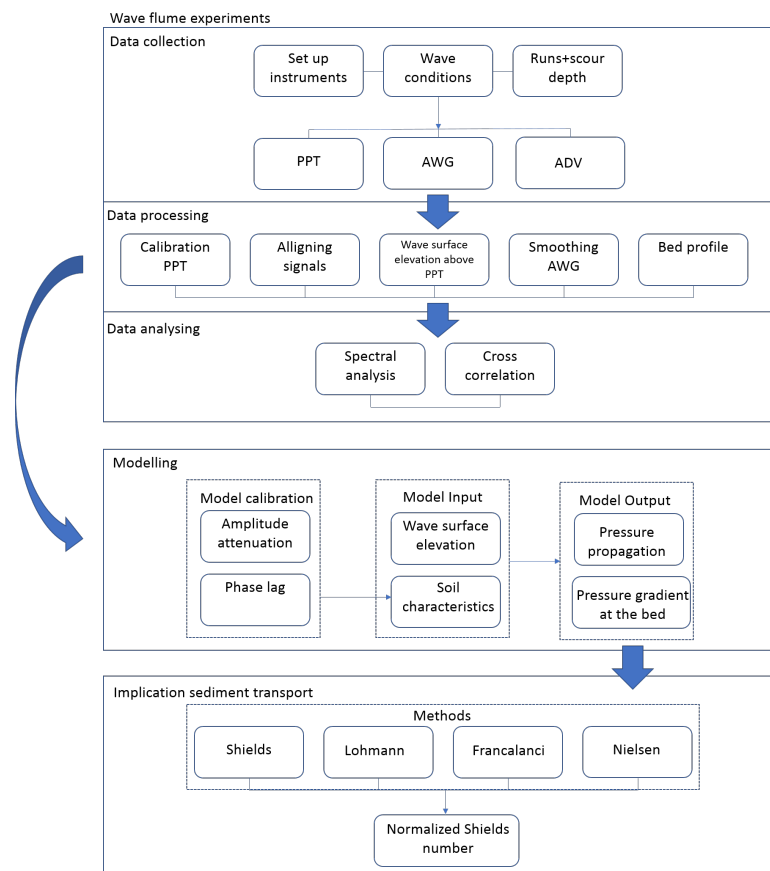 Wave flume experiments
Data collection
Set up
instruments
Wave
conditions
Runs+scour
depth
PPT
AWG
ADV
Data processing
Calibration
PPT
Alligning
signals
Wave surface
elevation above
PPT
Smoothing
AWG
Bed profile
Data analysing
Spectral
analysis
Cross
correlation
Modelling
Model calibration
Amplitude
attenuation
Phase lag
Model Input
Wave surface
elevation
Soil
characteristics
Model Output
Pressure
propagation
Pressure gradient
at the bed
Implication sediment transport
Methods
Shields
Lohmann
Francalanci
Nielsen
Normalized Shields
number